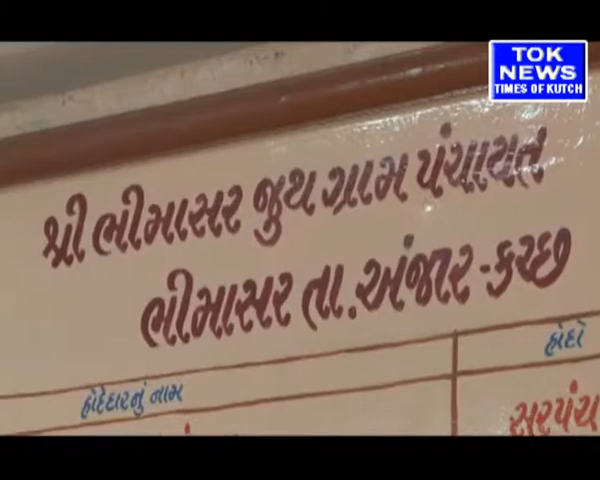 TOK
NEWS
TIMES OF KUTCH
શ્રી ભીમાસર જુથ ગ્રામ પંચાયત
ભીમાસર તા.અંજાર-કચ્છ
હોદ્દો
હોદેદારનું નામ
સરપંચ